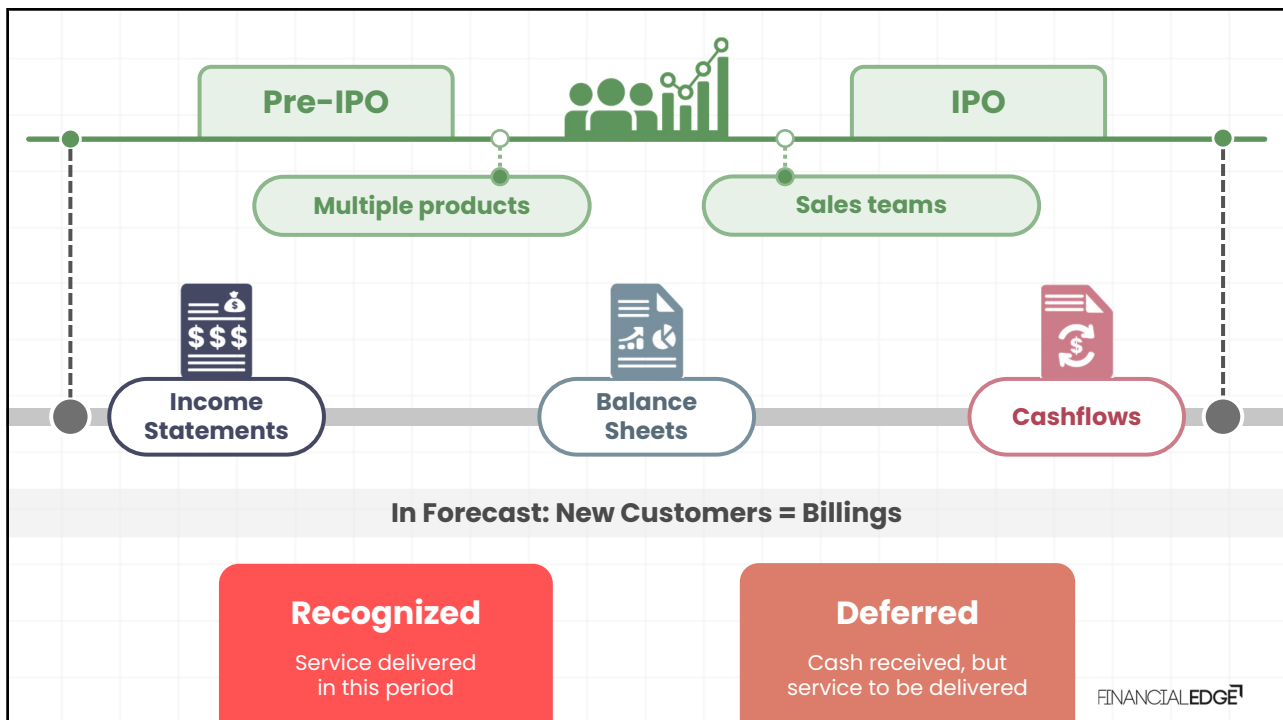 Pre-IPO
IPO
Multiple products
Sales teams
$
$$$
$
Income
Statements
Balance
Sheets
Cashflows
In Forecast: New Customers = Billings
Recognized
Service delivered
in this period
Deferred
Cash received, but
service to be delivered
FINANCIALEDGE